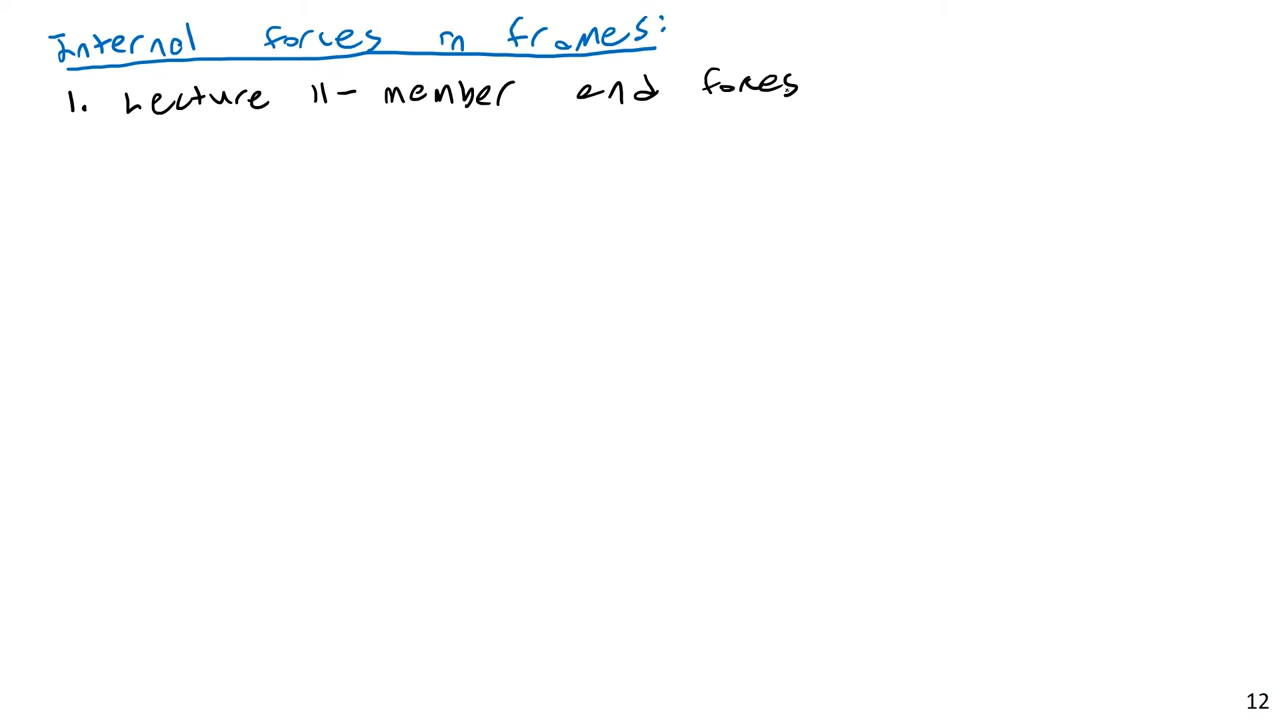 Internal forces in frames:
1. Lecture 11 - member end forces
12